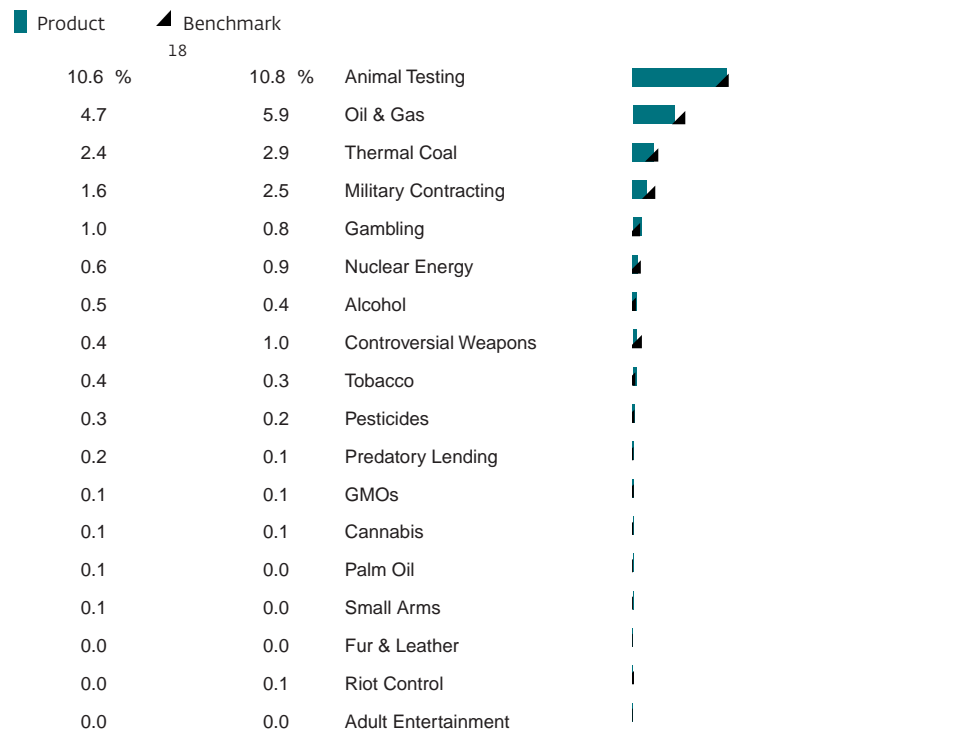 Product Benchmark
18
10.6 % 10.8 % Animal Testing
4.7 5.9 Oil & Gas
2.4 2.9 Thermal Coal
1.6 2.5 Military Contracting
1.0 0.8 Gambling
0.6 0.9 Nuclear Energy
0.5 0.4 Alcohol
0.4 1.0 Controversial Weapons
0.4 0.3 Tobacco
0.3 0.2 Pesticides
0.2 0.1 Predatory Lending
0.1 0.1 GMOs
0.1 0.1 Cannabis
0.1 0.0 Palm Oil
0.1 0.0 Small Arms
0.0 0.0 Fur & Leather
0.0 0.1 Riot Control
0.0 0.0 Adult Entertainment